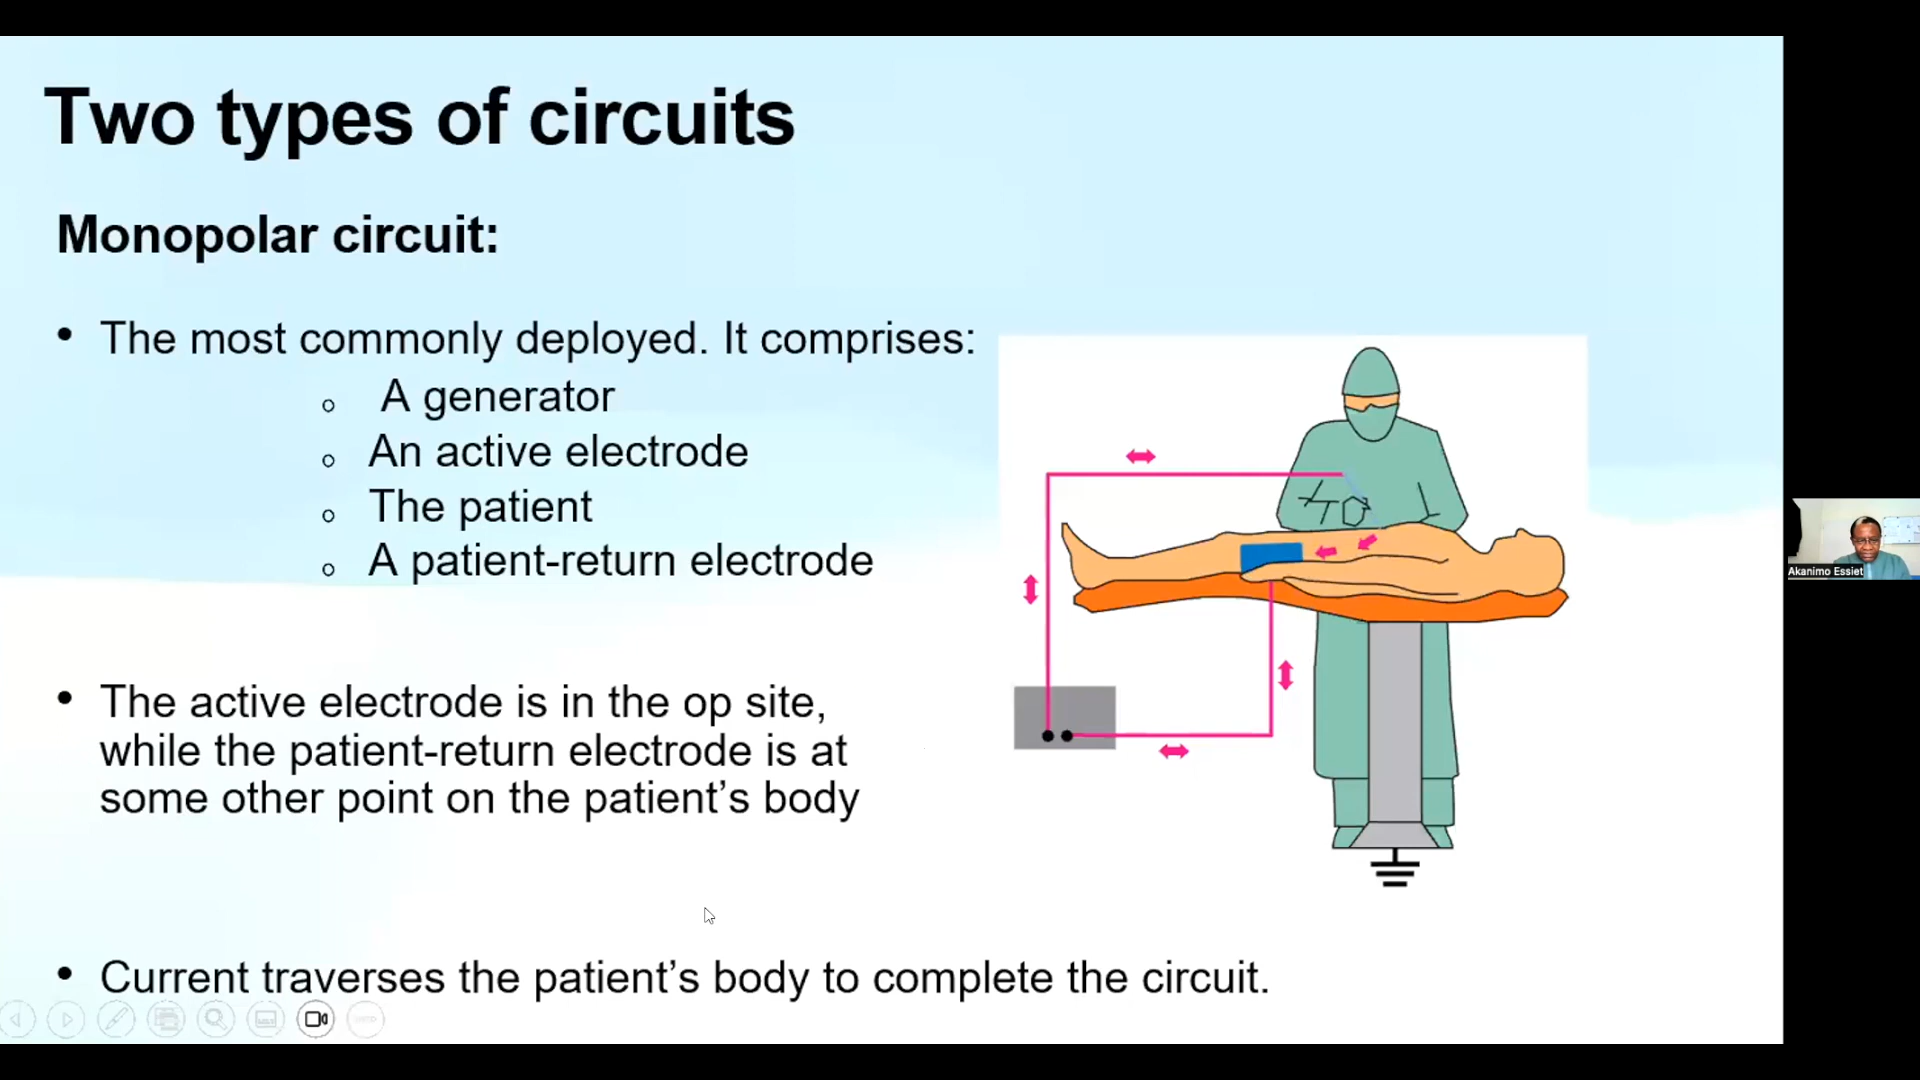 Two types of circuits
Monopolar circuit:
• The most commonly deployed. It comprises:
o A generator
o An active electrode
o The patient
o A patient-return electrode
• The active electrode is in the op site,
while the patient-return electrode is at
some other point on the patient’s body
• Current traverses the patient’s body to complete the circuit.
Akanimo Essiet